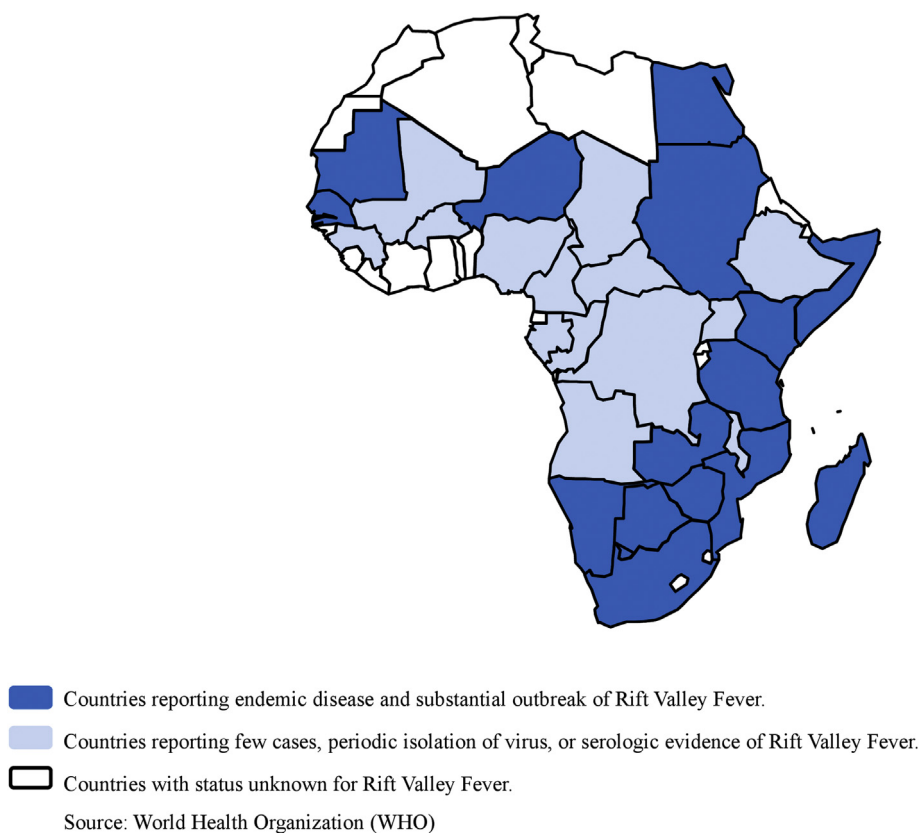 Countries reporting endemic disease and substantial outbreak of Rift Valley Fever.
Countries reporting few cases, periodic isolation of virus, or serologic evidence of Rift Valley Fever.
Countries with status unknown for Rift Valley Fever.
Source: World Health Organization (WHO)